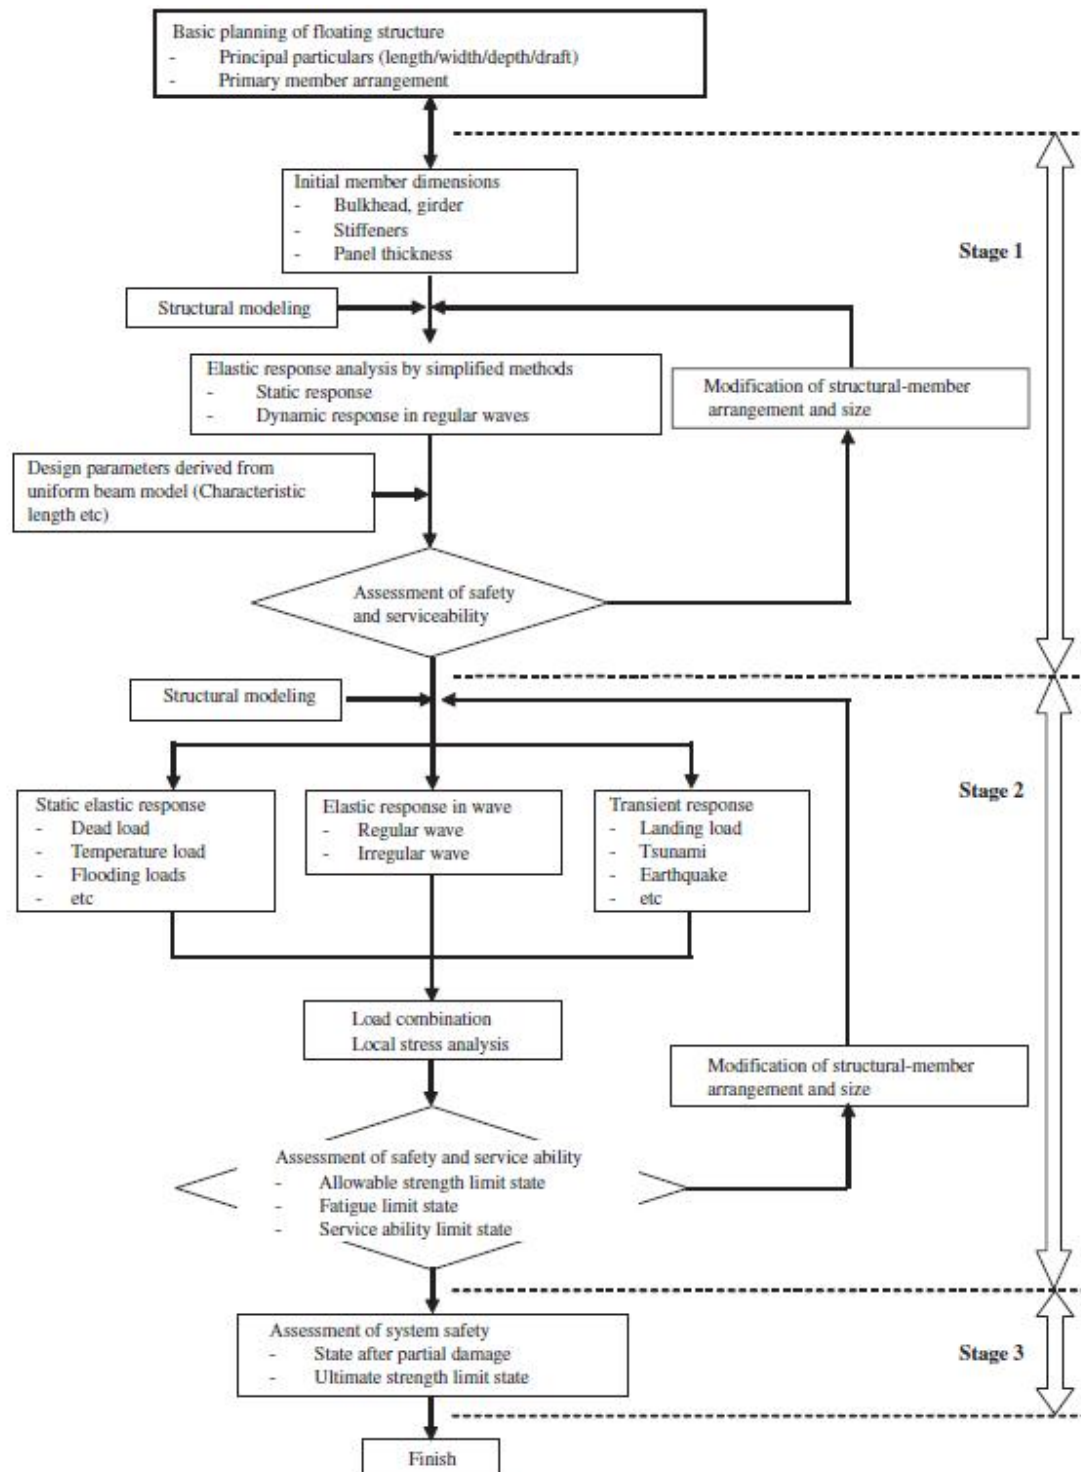 Basic planning of floating structure
- Principal particulars (length/width/depth/draft)
- Primary member arrangement
Initial member dimensions
- Bulkhead, girder
- Stiffeners
- Panel thickness
Stage 1
Structural modeling
Elastic response analysis by simplified methods
- Static response
- Dynamic response in regular waves
Modification of structural-member
arrangement and size
Design parameters derived from
uniform beam model (Characteristic
length etc)
Assessment of safety
and serviceability
Structural modeling
Stage 2
Static elastic response
- Dead load
- Temperature load
- Flooding loads
- etc
Elastic response in wave
- Regular wave
- Irregular wave
Transient response
- Landing load
- Tsunami
- Earthquake
- etc
Load combination
Local stress analysis
Modification of structural-member
arrangement and size
Assessment of safety and service ability
- Allowable strength limit state
- Fatigue limit state
- Service ability limit state
Assessment of system safety
- State after partial damage
- Ultimate strength limit state
Stage 3
Finish